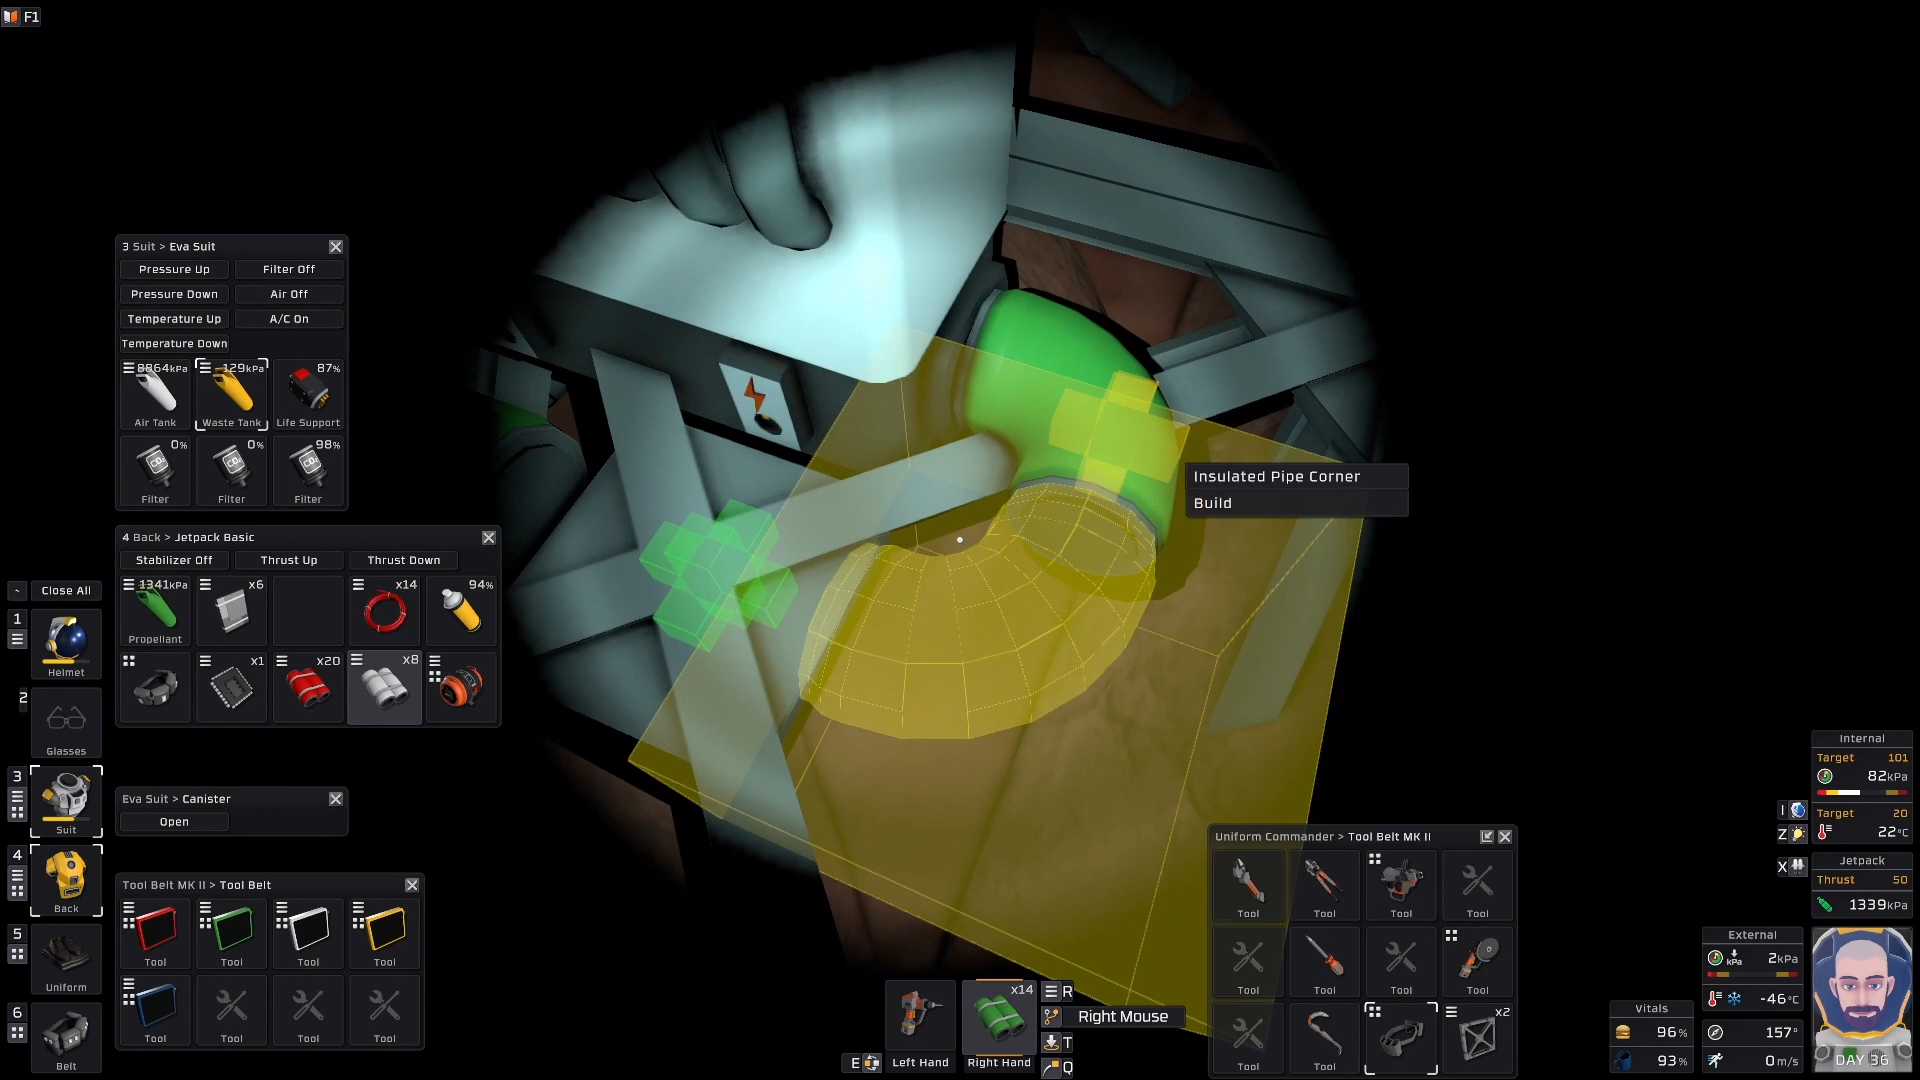 F1
3 Suit > Eva Suit
Pressure Up
Filter Off
Pressure Down
Air Off
Temperature Up
A/C On
Temperature Down
8864kPa
129kPa
87%
Air Tank
Waste Tank
Life Support
0%
0%
98%
Filter
Filter
Filter
4 Back > Jetpack Basic
Stabilizer Off
Thrust Up
Thrust Down
1341kPa
x6
x14
94%
Propellant
x1
x20
x8
~
Close All
1
Helmet
2
Glasses
3
Suit
4
Back
5
Uniform
6
Belt
Eva Suit > Canister
Open
Tool Belt MK II > Tool Belt
Tool
Tool
Tool
Tool
Tool
Tool
Tool
Tool
Insulated Pipe Corner
Build
x14
R
Right Mouse
T
Q
E
Left Hand
Right Hand
Uniform Commander > Tool Belt MK II
Tool
Tool
Tool
Tool
Tool
Tool
Tool
Tool
x2
Tool
Tool
Internal
Target 101
82kPa
I
Target 20
Z
22°C
X
Jetpack
Thrust 50
1339kPa
External
kPa
2kPa
-46°C
157°
0m/s
Vitals
96%
93%
DAY 36